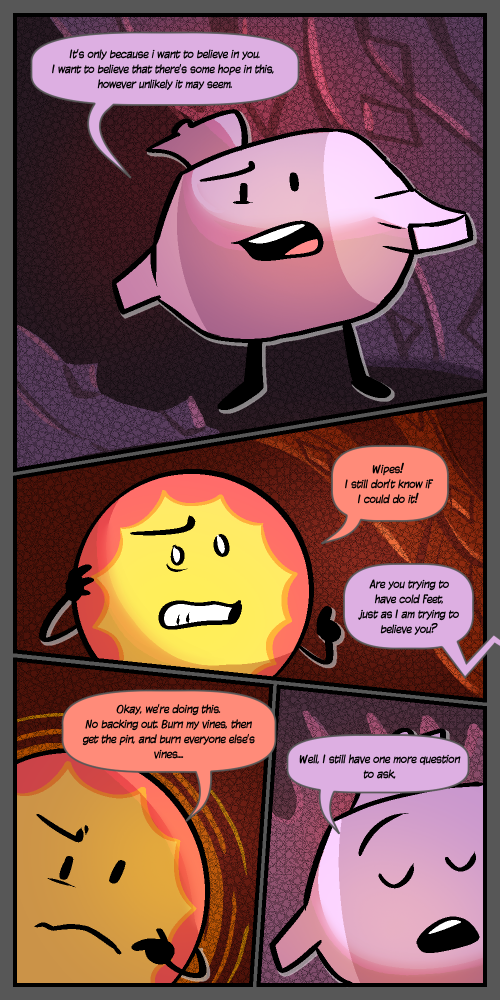 It's only because i want to believe in you.
I want to believe that there's some hope in this,
however unlikely it may seem.
Wipes!
I still don't know if
I could do it!
Are you trying to
have cold feet,
just as I am trying to
believe you?
Okay, we're doing this.
No backing out. Burn my vines, then
get the pin, and burn everyone else's
vines...
Well, I still have one more question
to ask.